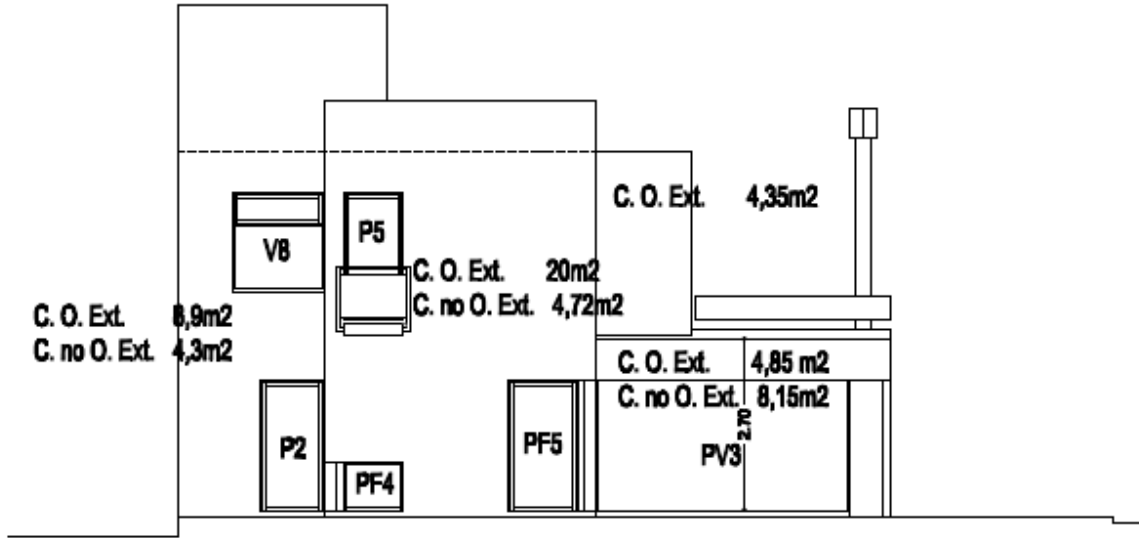 C. O. Ext. 4,35m2
P5
V8
C. O. Ext. 20m2
C. no O. Ext. 4,72m2
C. O. Ext. 8,9m2
C. no O. Ext. 4,3m2
C. O. Ext. 4,85 m2
C. no O. Ext. 8,15m2
2.70
P2
PF5
PV3
PF4